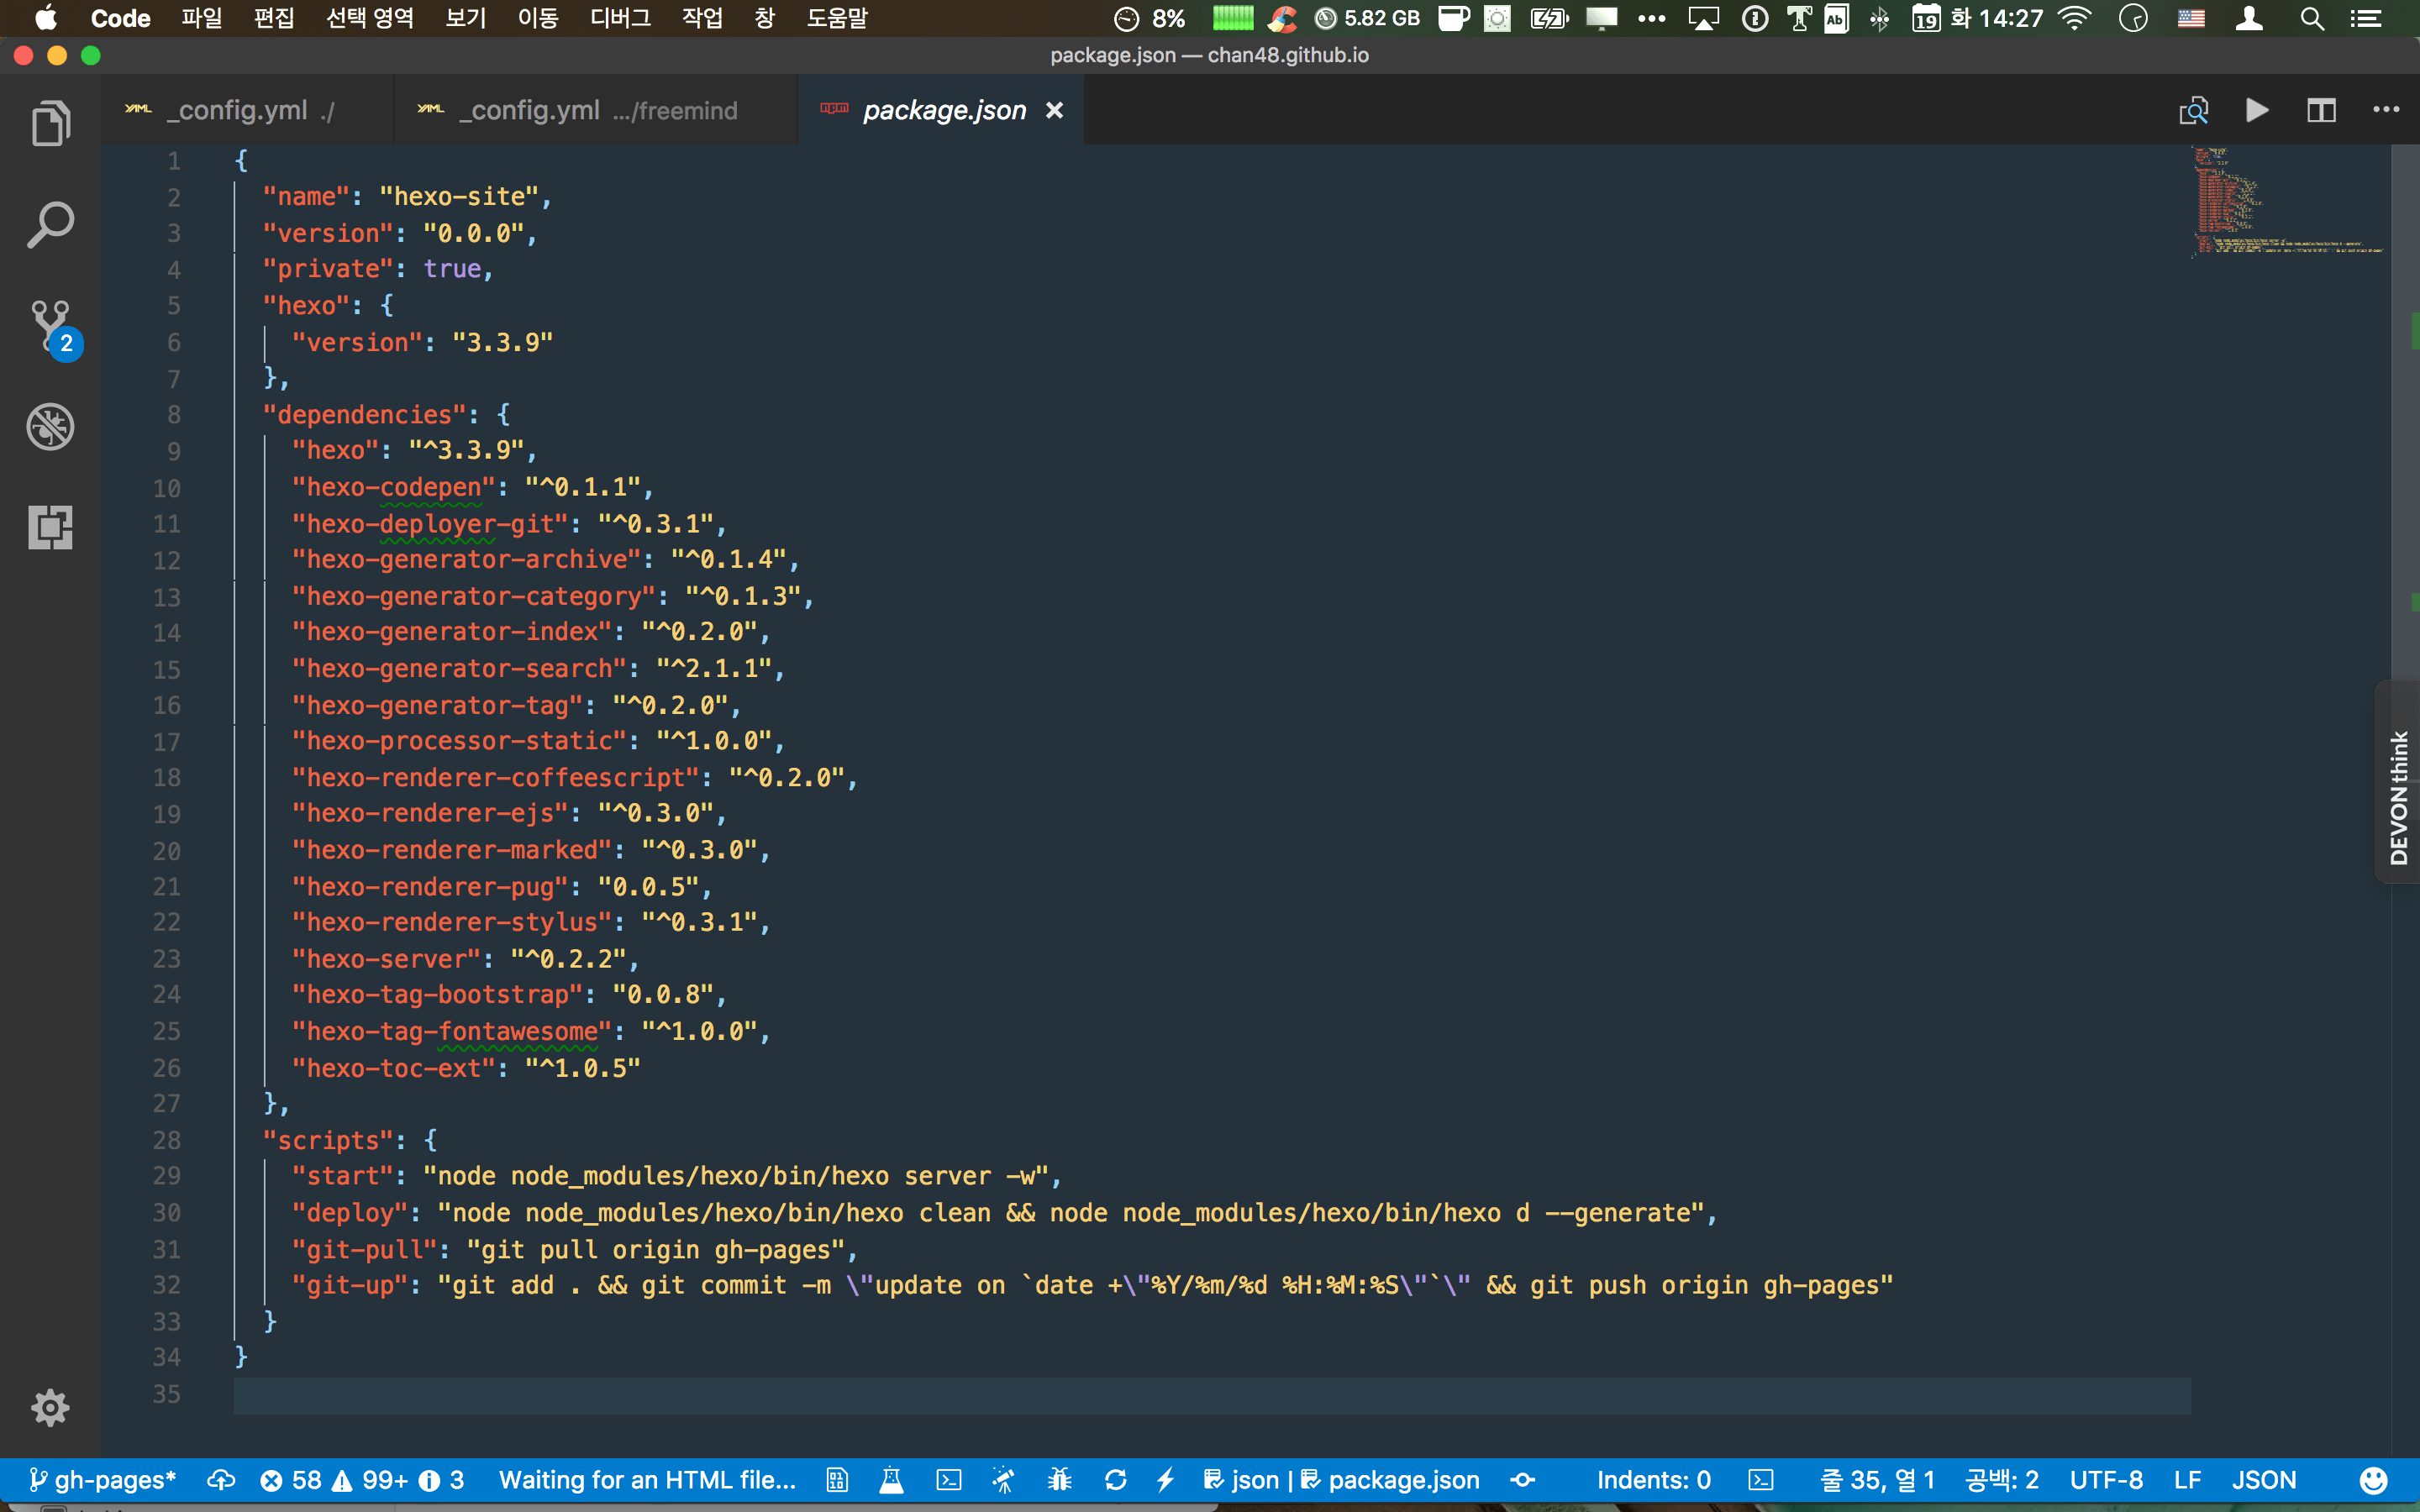 Code 파일 편집 선택 영역 보기 이동 디버그 작업 창 도움말 8% 5.82 GB Ab 19 화 14:27
package.json — chan48.github.io
YAML _config.yml ./ YAML _config.yml .../freemind npm package.json
1 {
2 "name": "hexo-site",
3 "version": "0.0.0",
4 "private": true,
5 "hexo": {
6 "version": "3.3.9"
7 },
8 "dependencies": {
9 "hexo": "^3.3.9",
10 "hexo-codepen": "^0.1.1",
11 "hexo-deployer-git": "^0.3.1",
12 "hexo-generator-archive": "^0.1.4",
13 "hexo-generator-category": "^0.1.3",
14 "hexo-generator-index": "^0.2.0",
15 "hexo-generator-search": "^2.1.1",
16 "hexo-generator-tag": "^0.2.0",
17 "hexo-processor-static": "^1.0.0",
18 "hexo-renderer-coffeescript": "^0.2.0",
19 "hexo-renderer-ejs": "^0.3.0",
20 "hexo-renderer-marked": "^0.3.0",
21 "hexo-renderer-pug": "0.0.5",
22 "hexo-renderer-stylus": "^0.3.1",
23 "hexo-server": "^0.2.2",
24 "hexo-tag-bootstrap": "0.0.8",
25 "hexo-tag-fontawesome": "^1.0.0",
26 "hexo-toc-ext": "^1.0.5"
27 },
28 "scripts": {
29 "start": "node node_modules/hexo/bin/hexo server -w",
30 "deploy": "node node_modules/hexo/bin/hexo clean && node node_modules/hexo/bin/hexo d --generate",
31 "git-pull": "git pull origin gh-pages",
32 "git-up": "git add . && git commit -m \"update on `date +\"%Y/%m/%d %H:%M:%S\"`\" && git push origin gh-pages"
33 }
34 }
35
2
DEVONthink
gh-pages* 58 99+ 3 Waiting for an HTML file... json | package.json Indents: 0 줄 35, 열 1 공백: 2 UTF-8 LF JSON